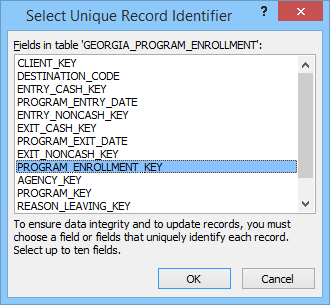 Select Unique Record Identifier
?
Fields in table 'GEORGIA_PROGRAM_ENROLLMENT':
CLIENT_KEY
DESTINATION_CODE
ENTRY_CASH_KEY
PROGRAM_ENTRY_DATE
ENTRY_NONCASH_KEY
EXIT_CASH_KEY
PROGRAM_EXIT_DATE
EXIT_NONCASH_KEY
PROGRAM_ENROLLMENT_KEY
AGENCY_KEY
PROGRAM_KEY
REASON_LEAVING_KEY
To ensure data integrity and to update records, you must
choose a field or fields that uniquely identify each record.
Select up to ten fields.
OK
Cancel